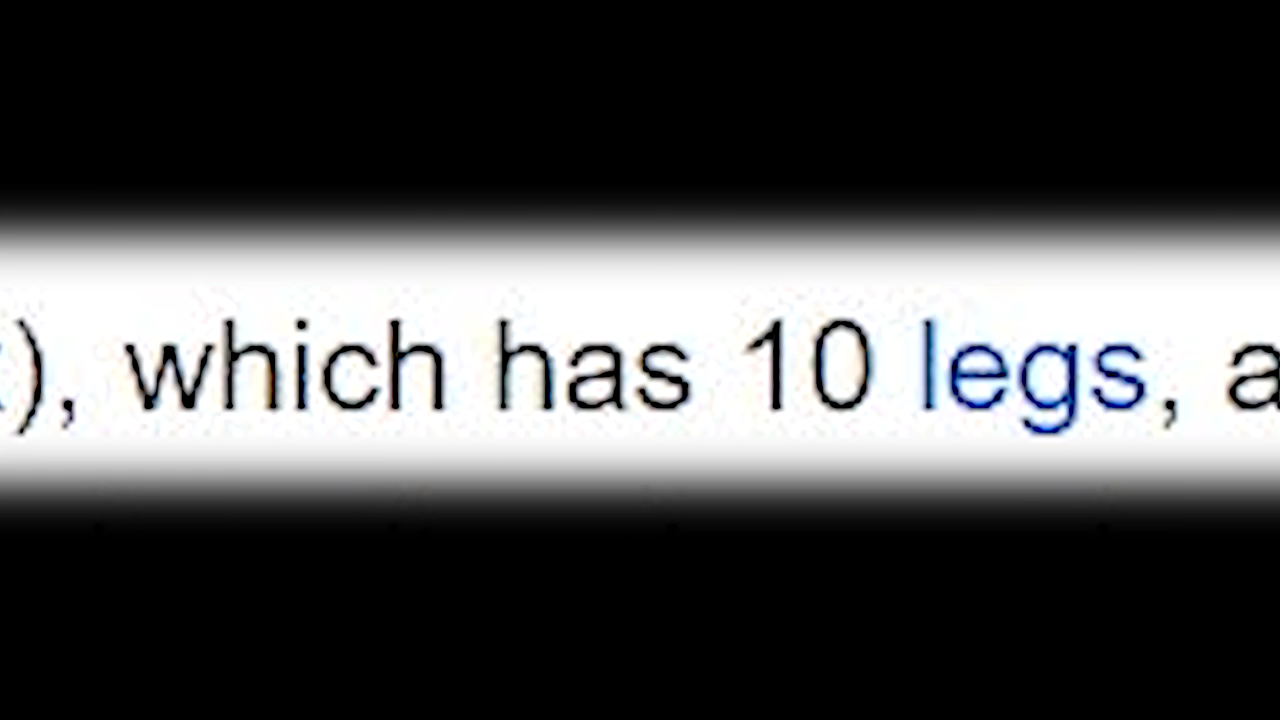 ), which has 10 legs, a